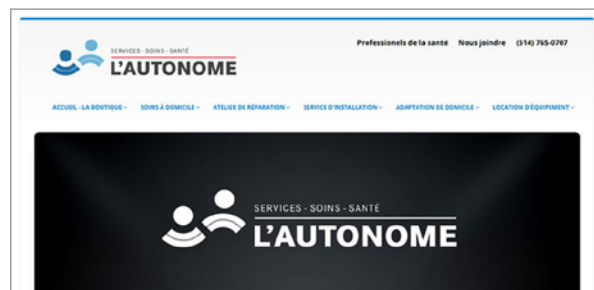 Professionels de la santé Nous joindre (514) 765-0797
SERVICES - SOINS - SANTÉ
L'AUTONOME
ACCUEIL - LA BOUTIQUE SOINS À DOMICILE ATELIER DE RÉPARATION SERVICE D'INSTALLATION ADAPTATION DE DOMICILE LOCATION D'ÉQUIPEMENT
SERVICES - SOINS - SANTÉ
L'AUTONOME